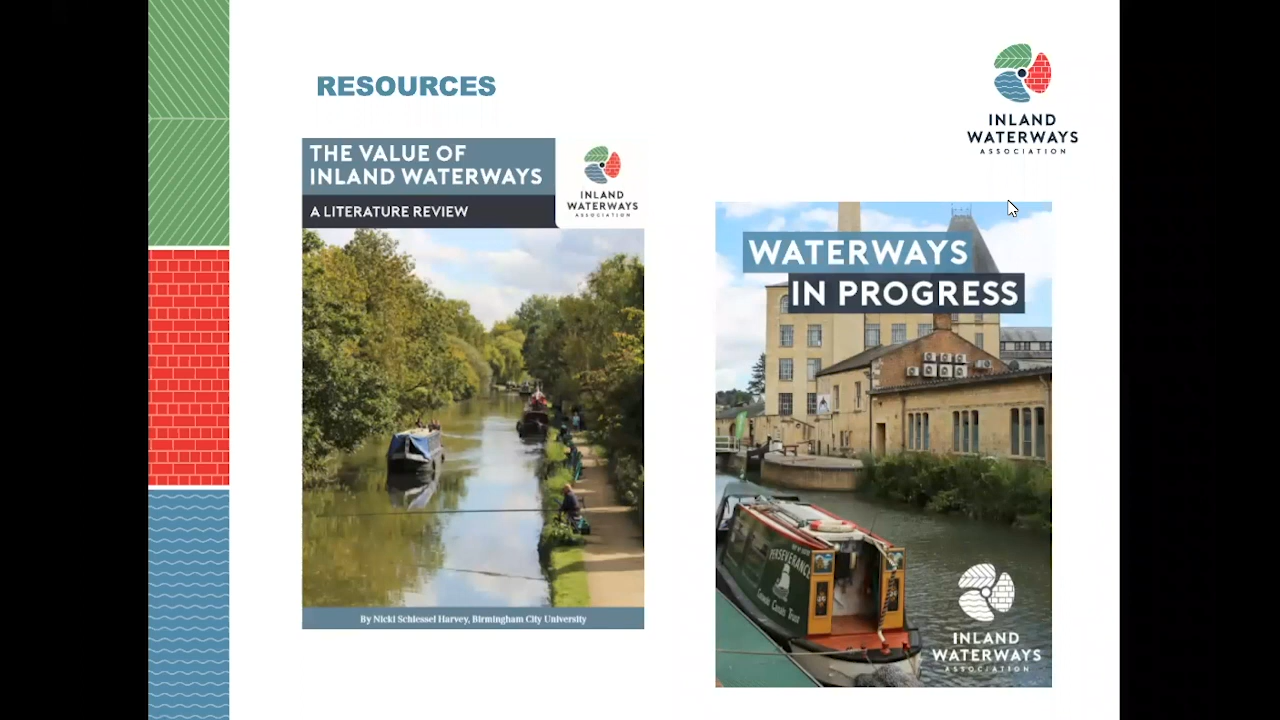 RESOURCES
INLAND
WATERWAYS
ASSOCIATION
THE VALUE OF
INLAND WATERWAYS
A LITERATURE REVIEW
INLAND
WATERWAYS
ASSOCIATION
By Nicki Schiessel Harvey, Birmingham City University
WATERWAYS
IN PROGRESS
PERSEVERANCE
INLAND
WATERWAYS
ASSOCIATION